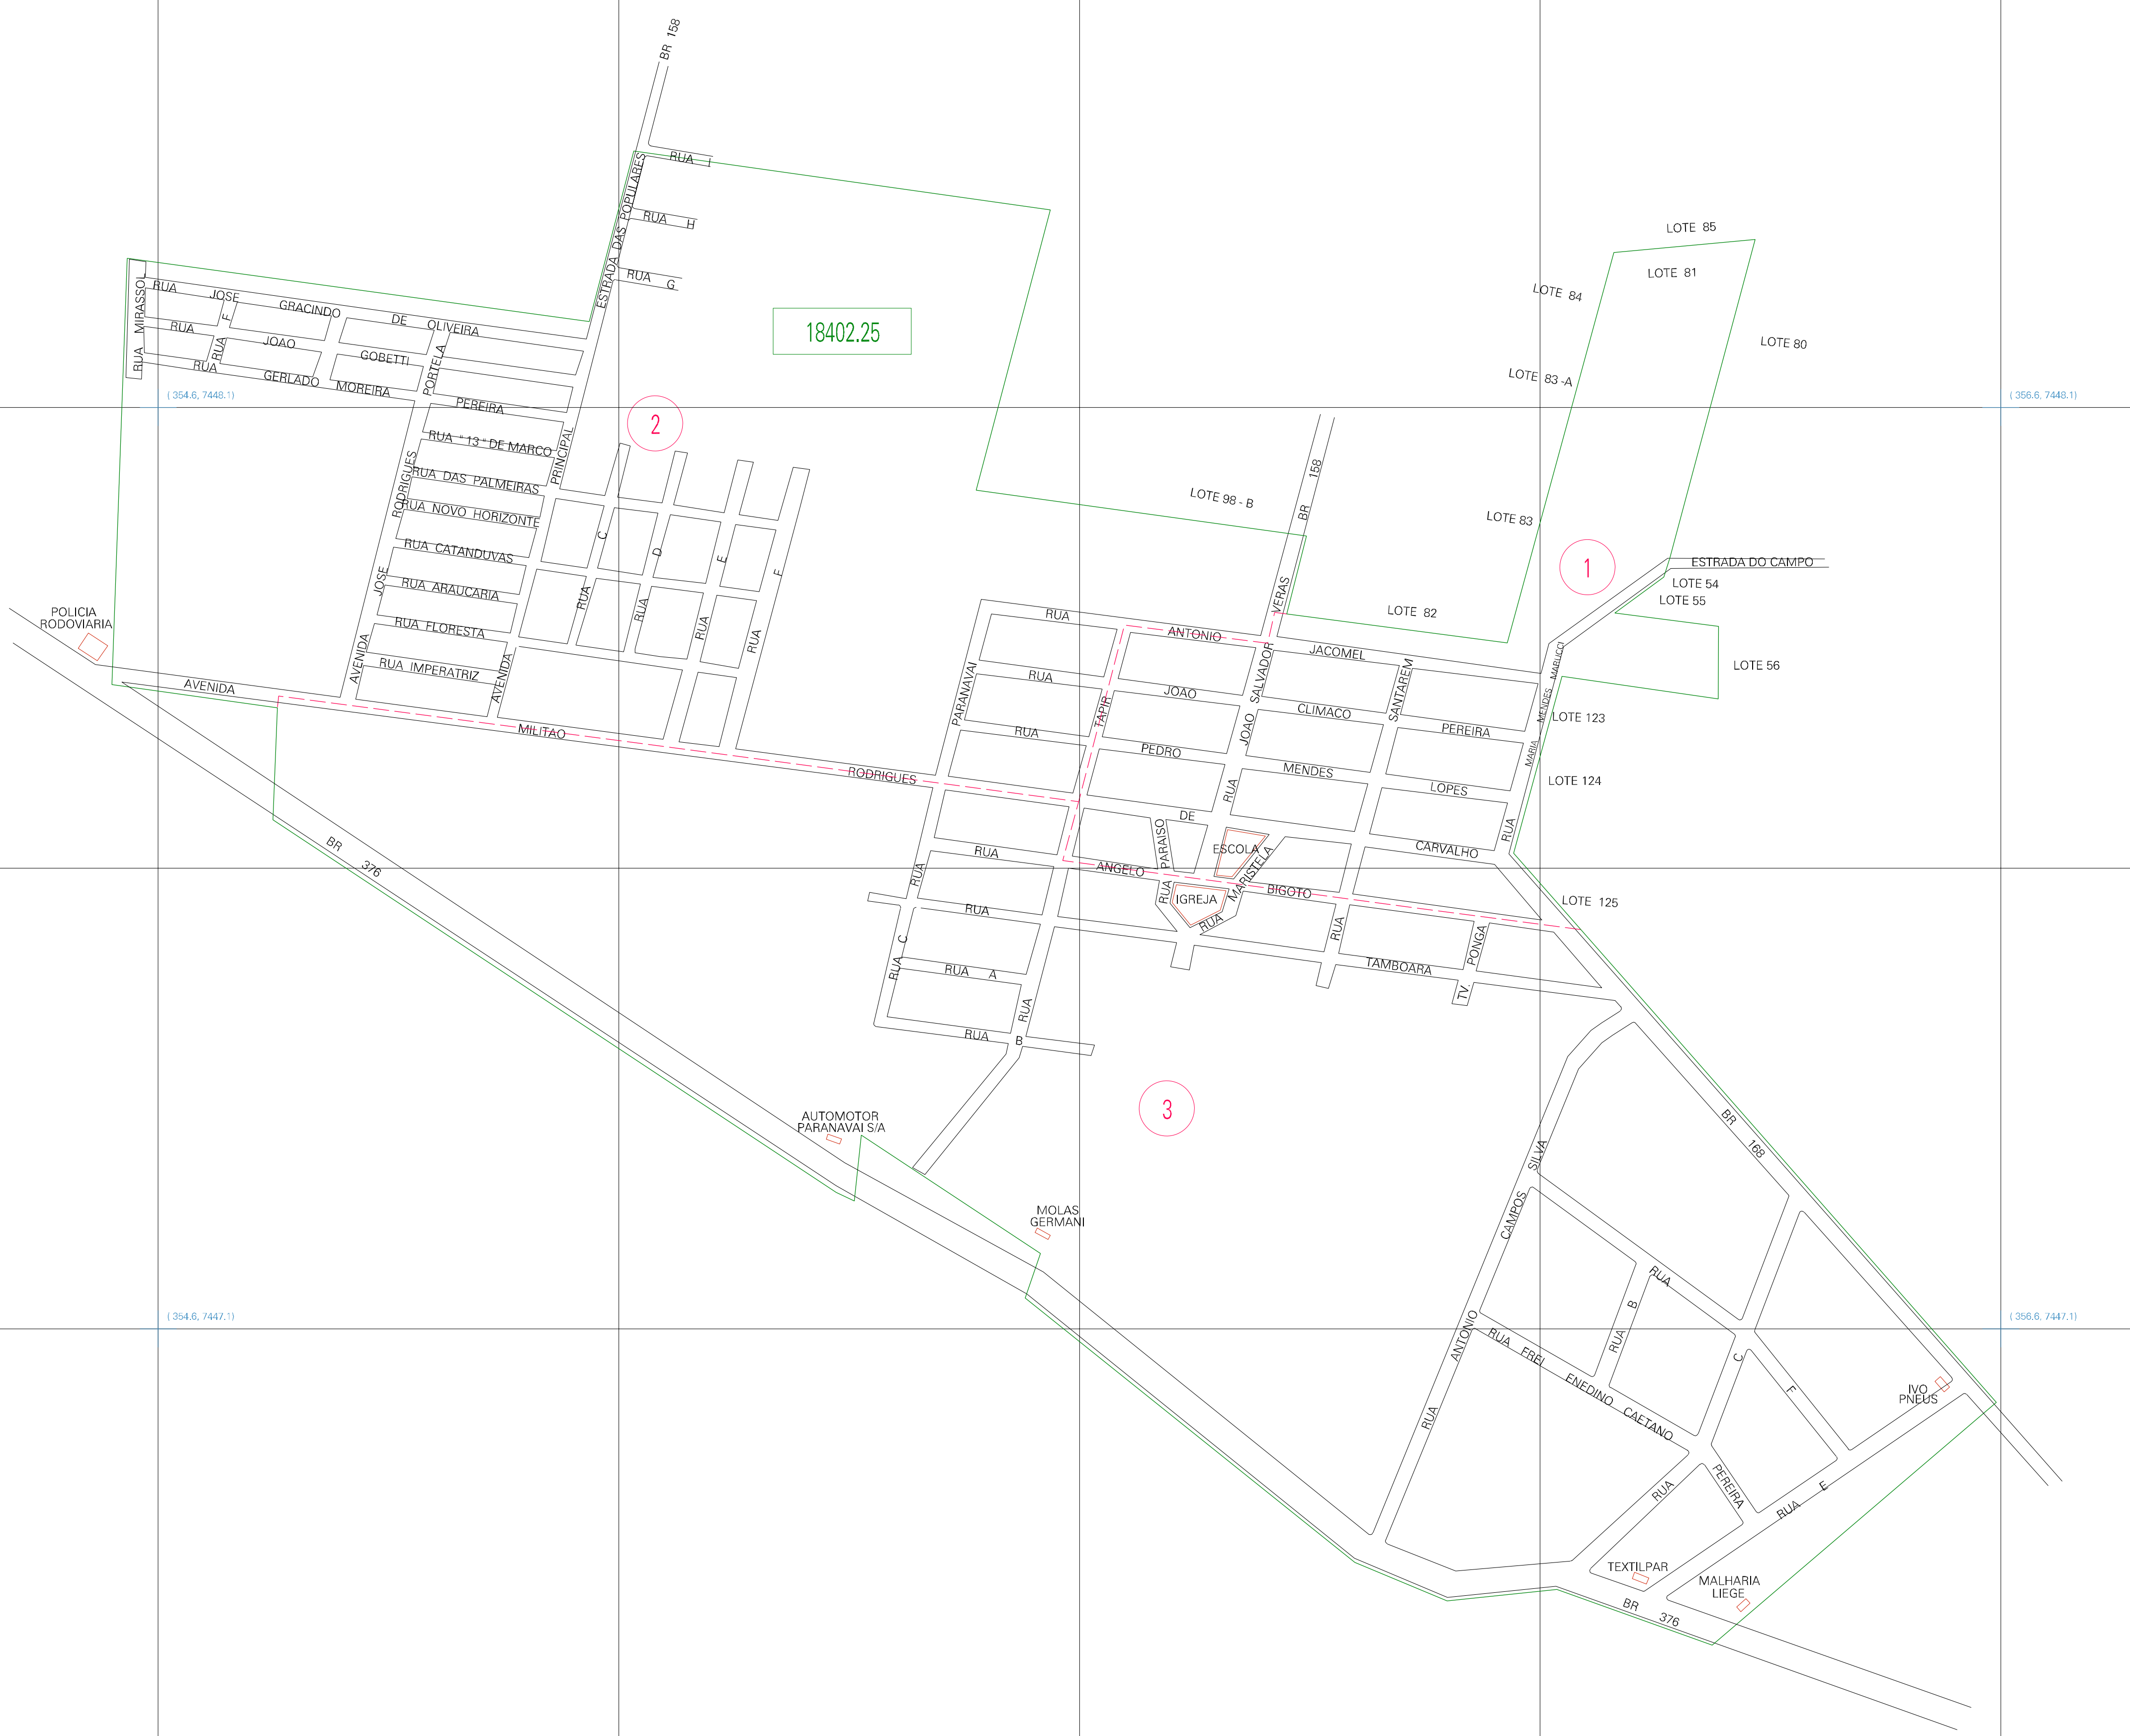 BR 158
RUA I
RUA H
RUA G
ESTRADA DAS POPULARES
LOTE 85
LOTE 81
LOTE 84
LOTE 80
LOTE 83 -A
LOTE 83
LOTE 98 - B
18402.25
RUA MIRASSOL
RUA JOSE GRACINDO DE OLIVEIRA
RUA F
RUA JOAO GOBETTI
RUA GERLADO MOREIRA
PEREIRA
( 354.6, 7448.1)
( 356.6, 7448.1)
2
AVENIDA JOSE RODRIGUES PORTELA
RUA " 13 " DE MARCO
RUA DAS PALMEIRAS
RUA NOVO HORIZONTE
RUA CATANDUVAS
RUA ARAUCARIA
RUA FLORESTA
RUA IMPERATRIZ
AVENIDA PRINCIPAL
RUA C
RUA D
RUA E
RUA F
BR 158
1
ESTRADA DO CAMPO
LOTE 54
LOTE 55
LOTE 56
LOTE 82
LOTE 123
LOTE 124
LOTE 125
POLICIA
RODOVIARIA
AVENIDA MILITAO RODRIGUES DE CARVALHO
RUA ANTONIO JACOMEL
RUA JOAO CLIMACO PEREIRA
RUA PEDRO MENDES LOPES
RUA PARANAVAI
RUA TAPIR
RUA JOAO SALVADOR VERAS
RUA SANTAREM
RUA MARIA MENDES MARUCCI
RUA PARAISO
ESCOLA
RUA MARISTELA
IGREJA
RUA ANGELO BIGOTO
RUA TAMBOARA
TV. PONGA
RUA C
RUA A
RUA B
BR 376
3
AUTOMOTOR
PARANAVAI S/A
MOLAS
GERMANI
BR 168
RUA ANTONIO CAMPOS SILVA
RUA F
RUA B
RUA C
RUA FREI ENEDINO CAETANO PEREIRA
RUA E
IVO
PNEUS
TEXTILPAR
MALHARIA
LIEGE
BR 376
( 354.6, 7447.1)
( 356.6, 7447.1)